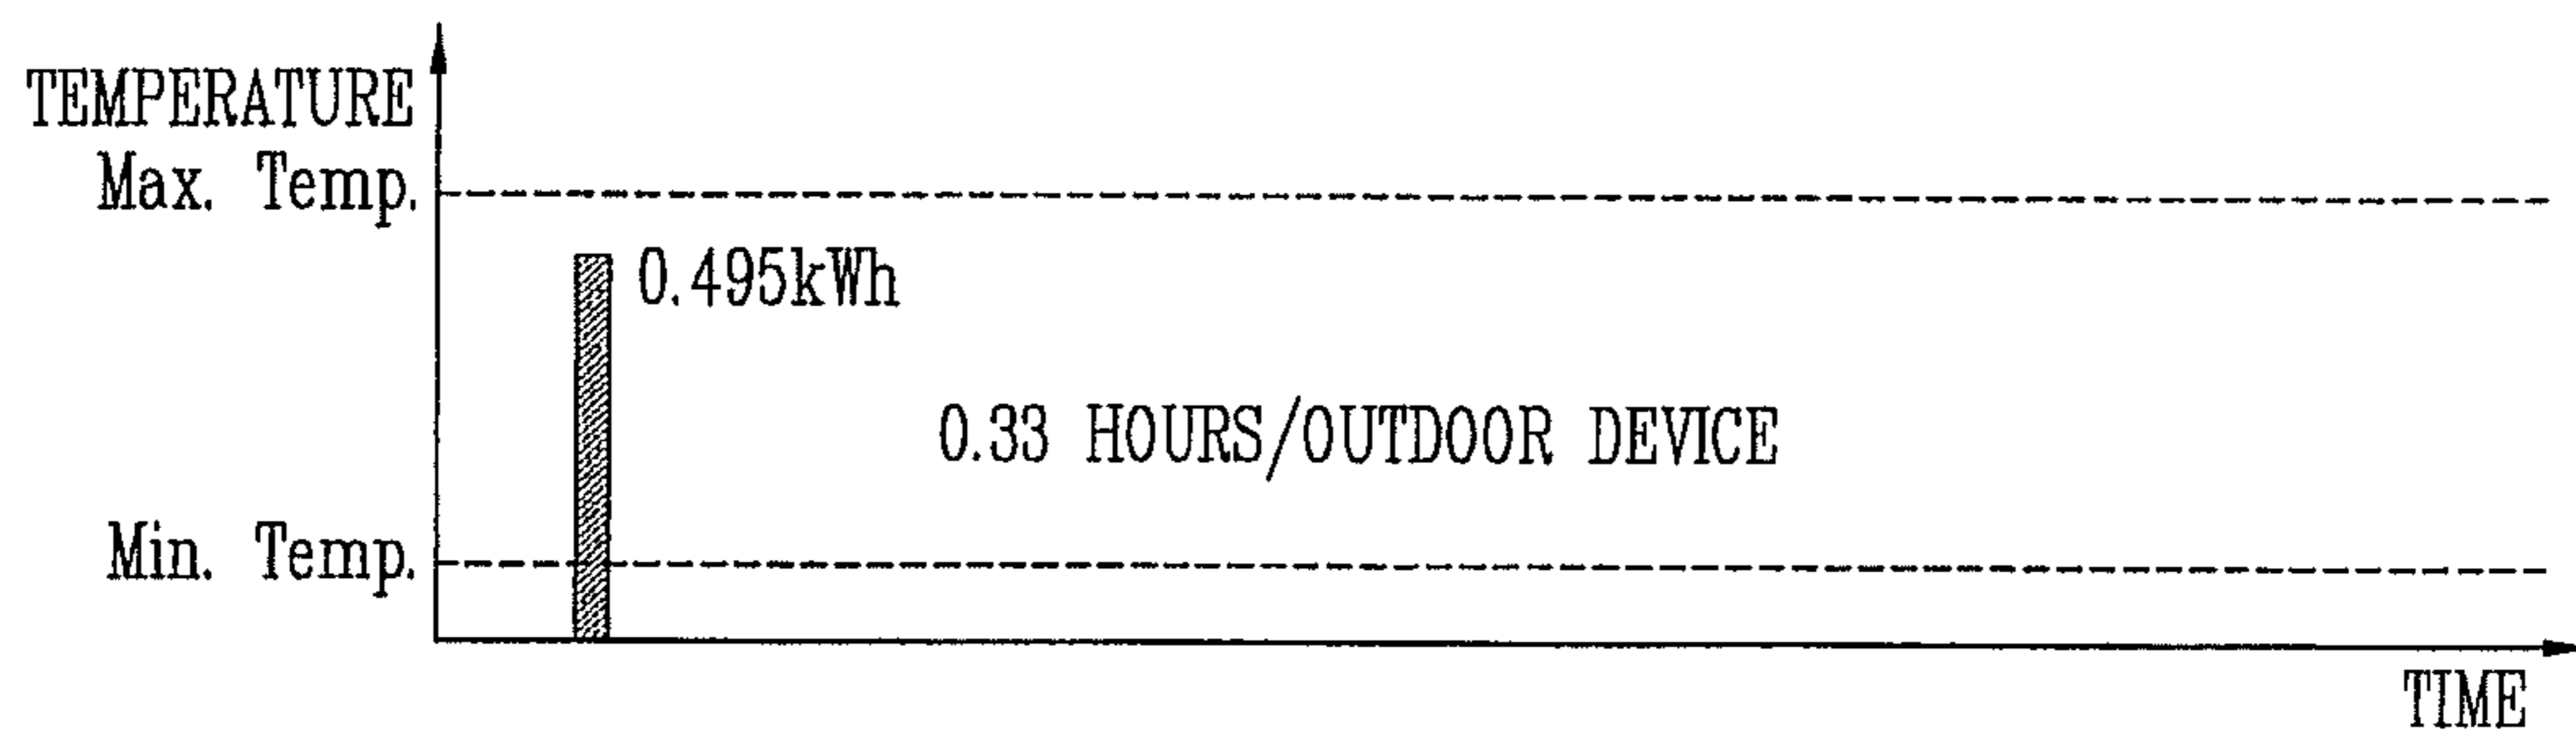 TEMPERATURE
Max. Temp.
0.495kWh
0.33 HOURS/OUTDOOR DEVICE
Min. Temp.
TIME